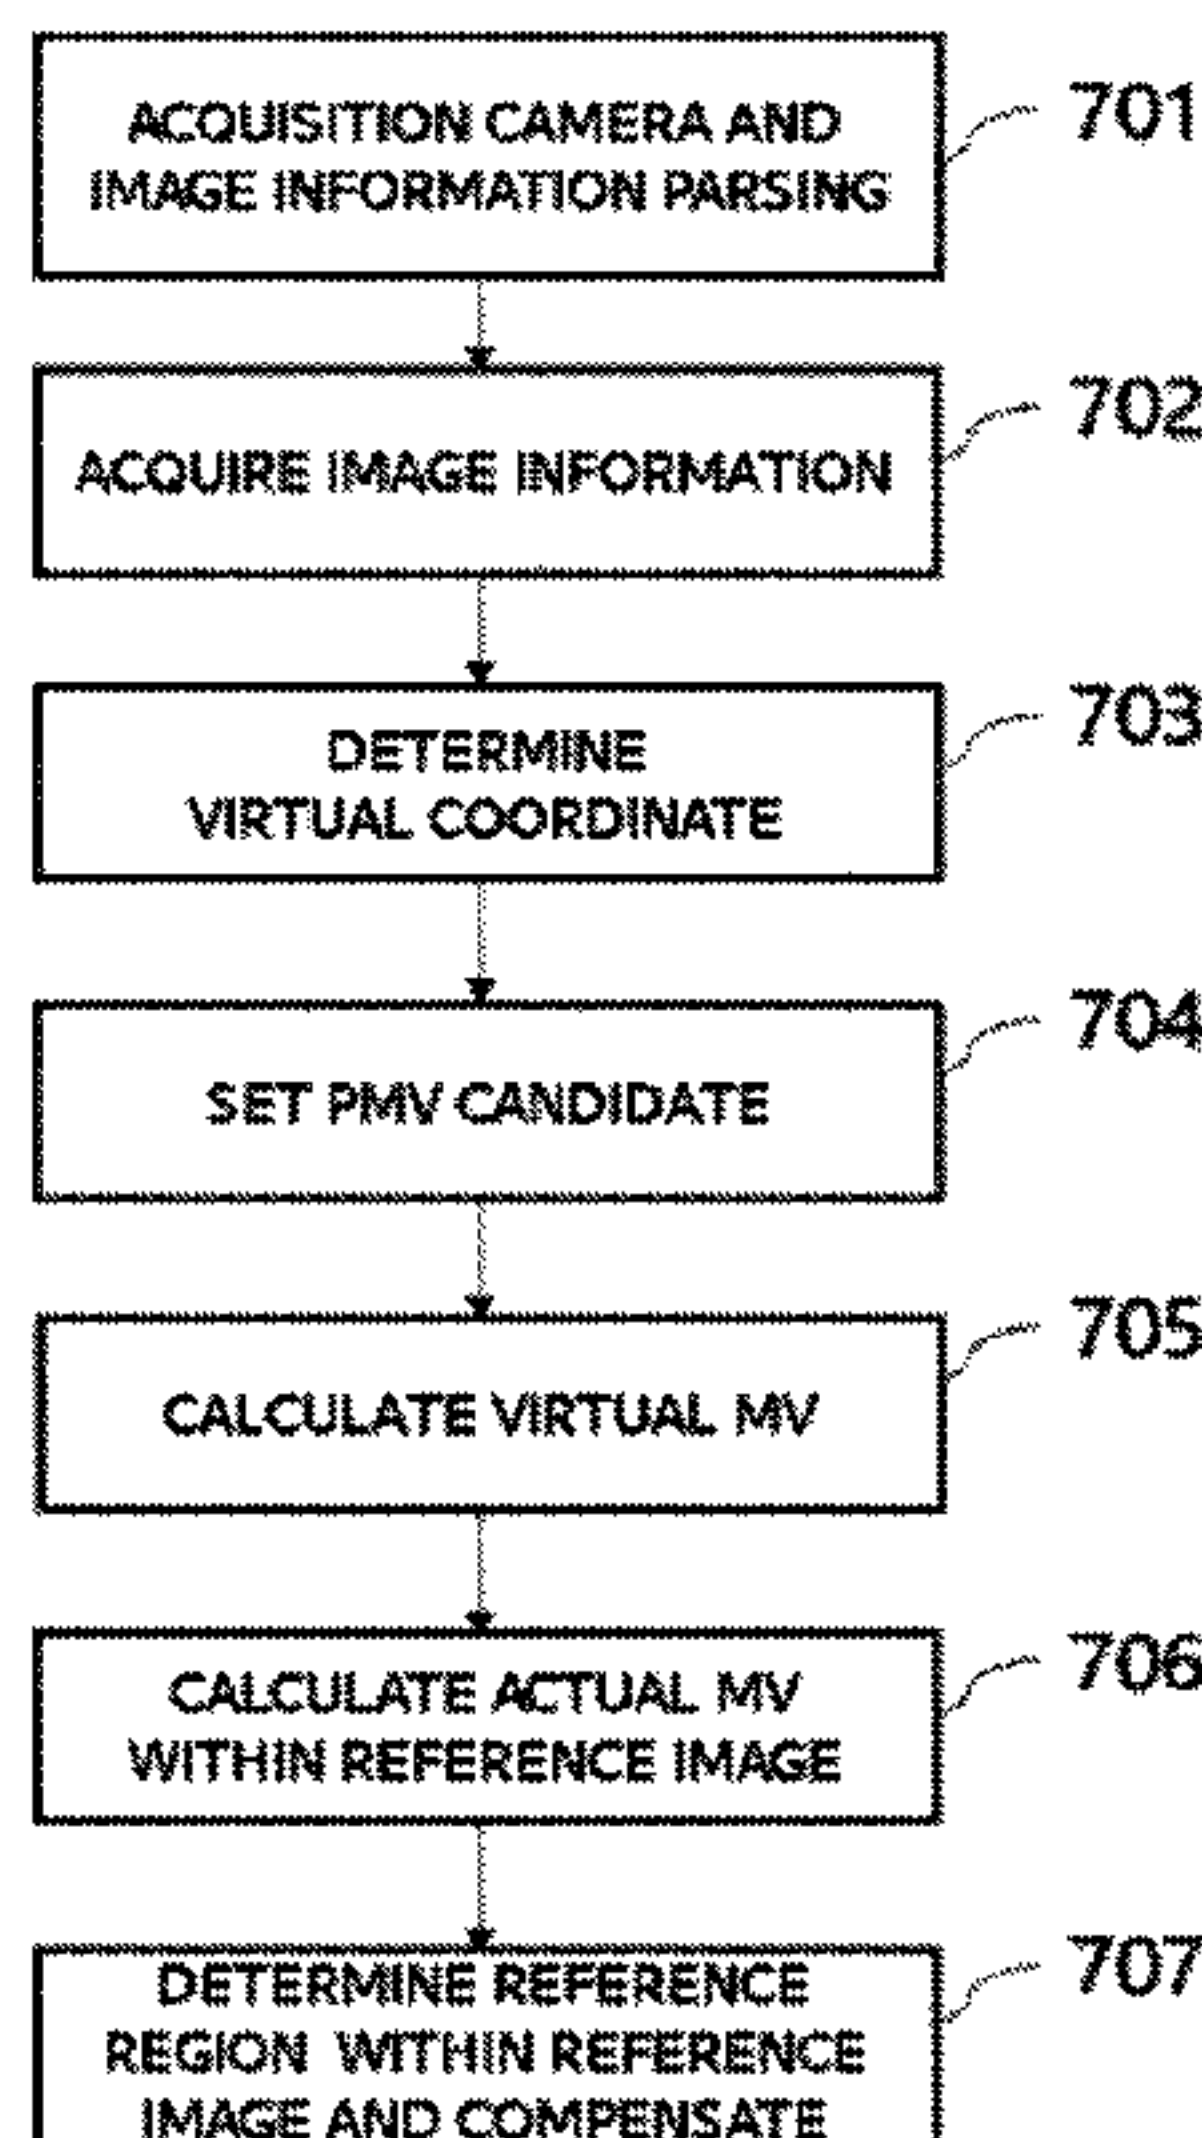 ACQUISITION CAMERA AND
IMAGE INFORMATION PARSING
701
ACQUIRE IMAGE INFORMATION
702
DETERMINE
VIRTUAL COORDINATE
703
SET PMV CANDIDATE
704
CALCULATE VIRTUAL MV
705
CALCULATE ACTUAL MV
WITHIN REFERENCE IMAGE
706
DETERMINE REFERENCE
REGION WITHIN REFERENCE
IMAGE AND COMPENSATE
707